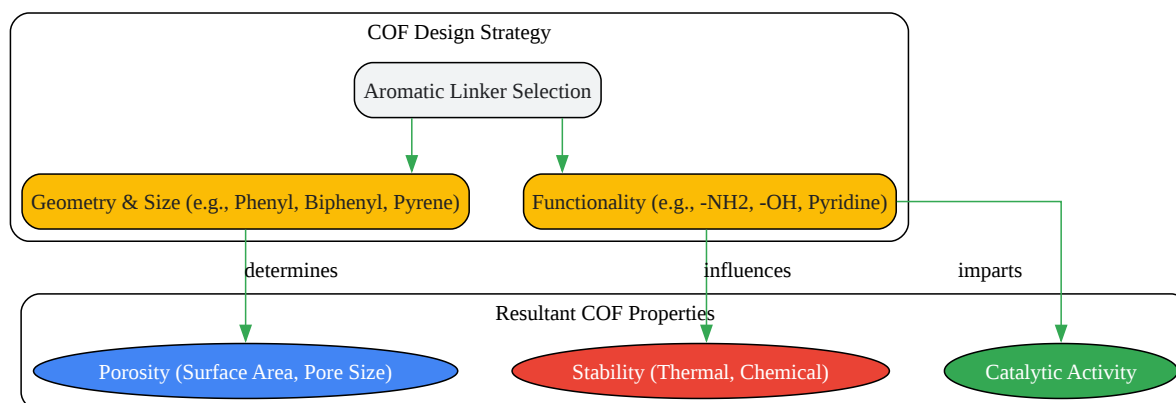 COF Design Strategy
Aromatic Linker Selection
Geometry & Size (e.g., Phenyl, Biphenyl, Pyrene)
Functionality (e.g., -NH2, -OH, Pyridine)
determines
influences
imparts
Resultant COF Properties
Porosity (Surface Area, Pore Size)
Stability (Thermal, Chemical)
Catalytic Activity